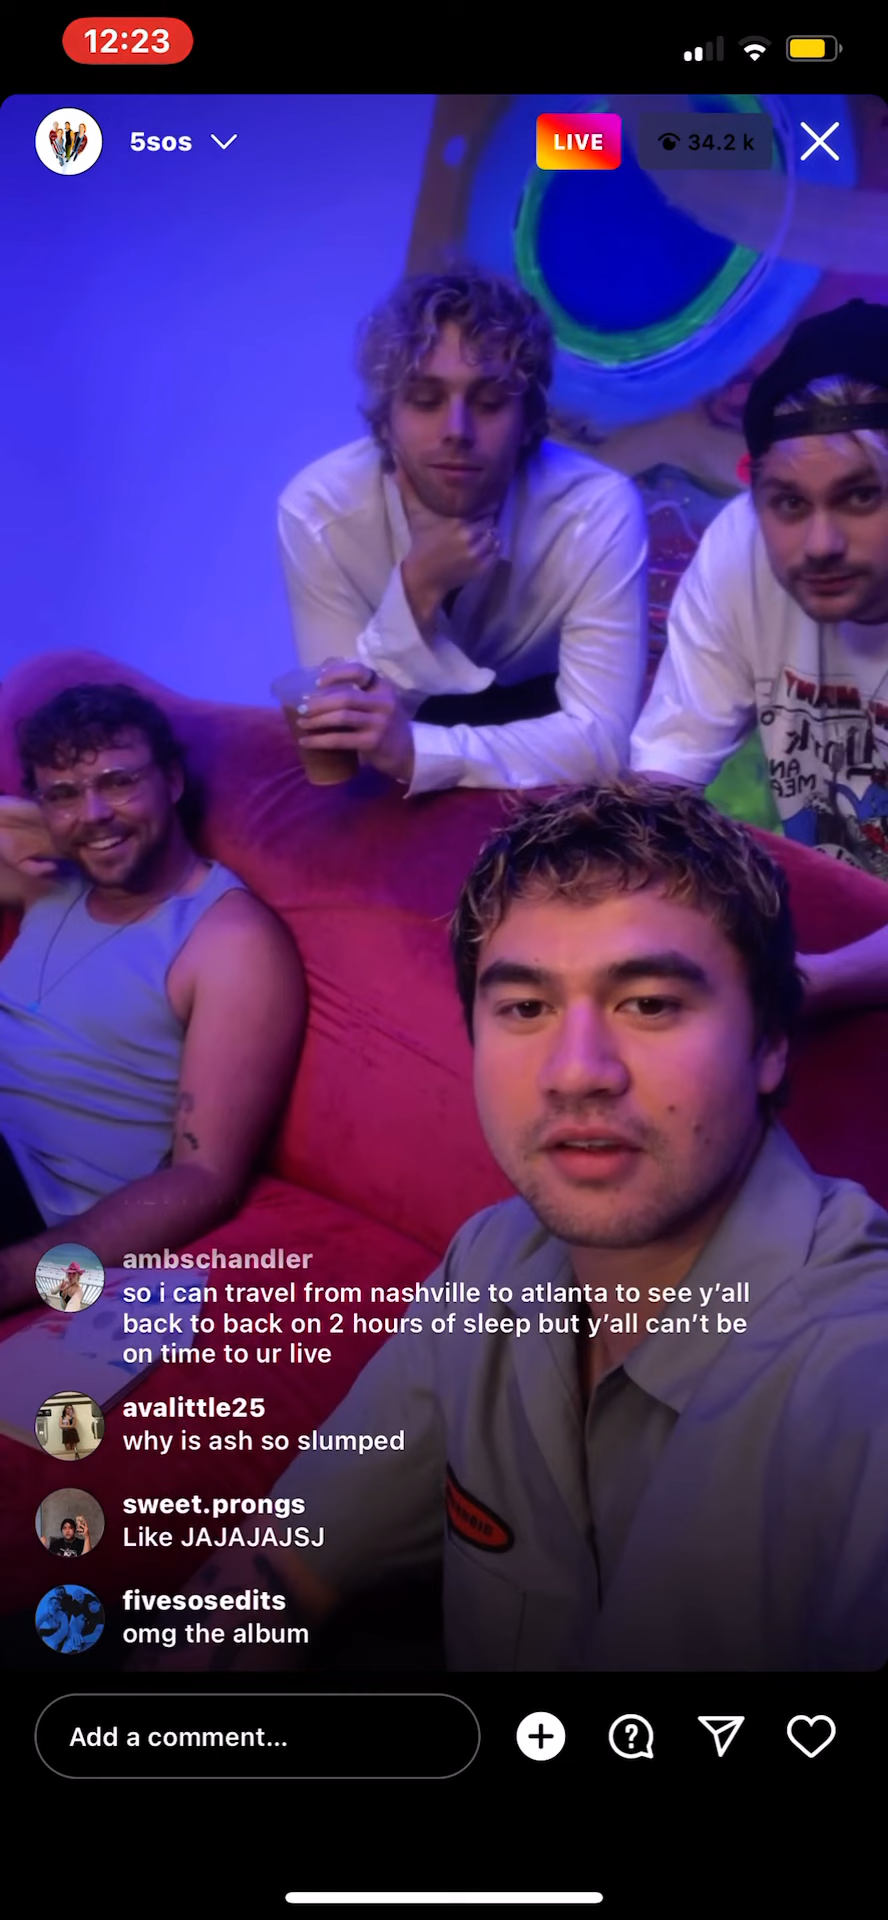 12:23
5sos
LIVE
34.2 k
ambschandler
so i can travel from nashville to atlanta to see y’all
back to back on 2 hours of sleep but y’all can’t be
on time to ur live
avalittle25
why is ash so slumped
sweet.prongs
Like JAJAJAJSJ
fivesosedits
omg the album
Add a comment...